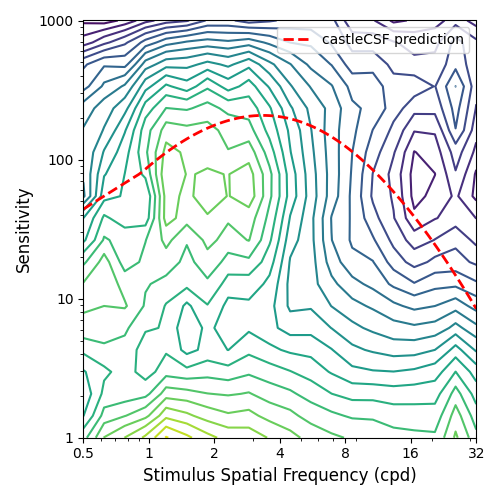 1000
castleCSF prediction
100
Sensitivity
10
1
0.5 1 2 4 8 16 32
Stimulus Spatial Frequency (cpd)